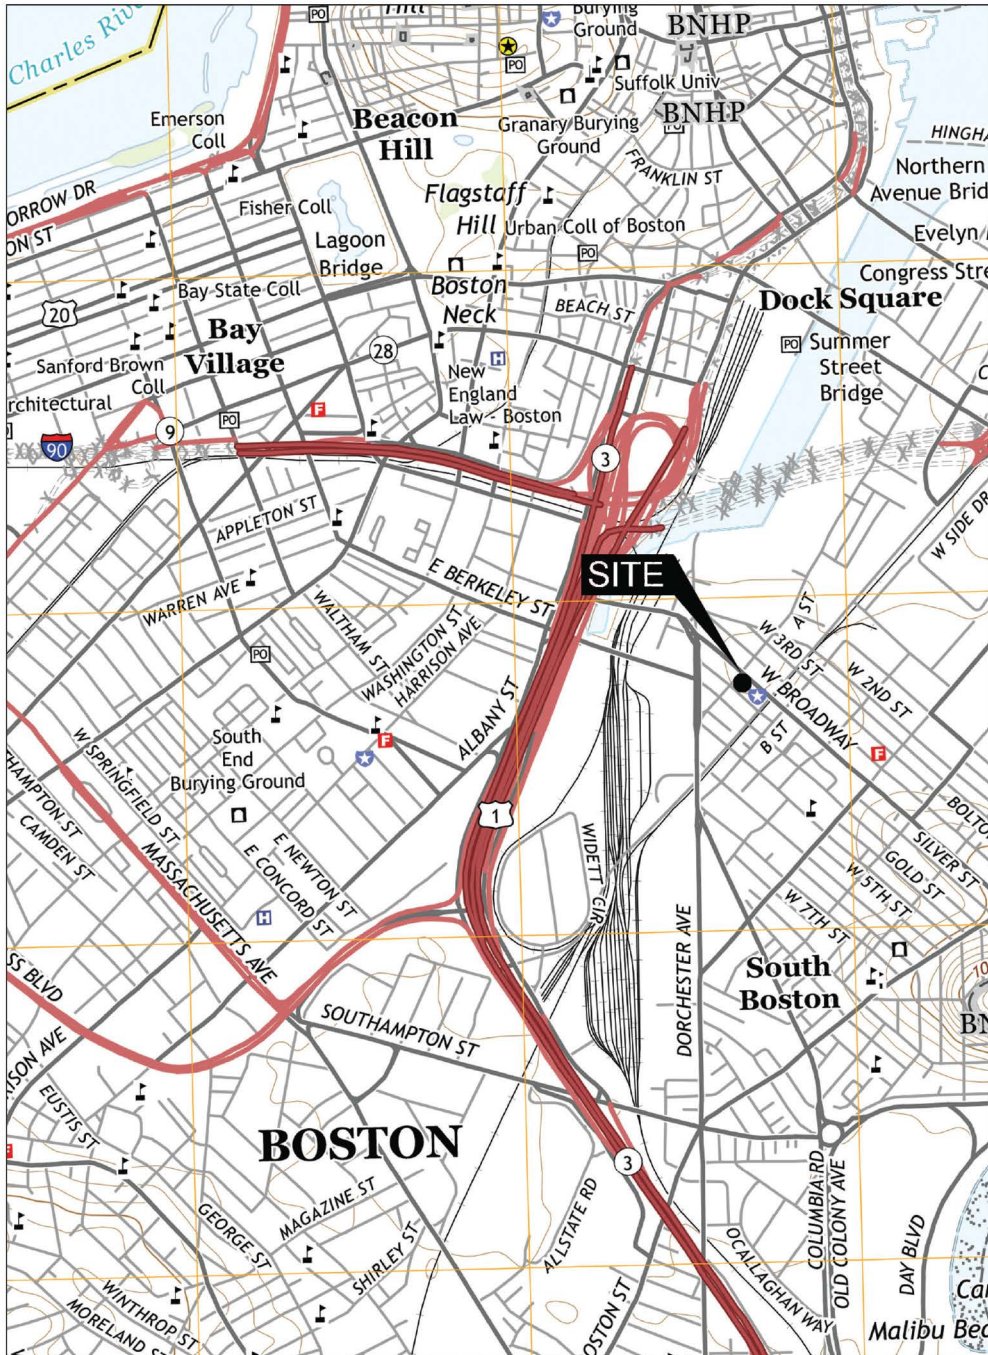 Charles River
PO
Hill
Burying
Ground
BNHP
PO
Suffolk Univ
BNHP
Emerson
Coll
Beacon
Hill
Granary Burying
Ground
FRANKLIN ST
Northern
Avenue Brid
ORROW DR
Fisher Coll
Flagstaff
Hill
Urban Coll of Boston
PO
Evelyn
ON ST
Lagoon
Bridge
Congress Stre
20
Bay State Coll
Boston
Neck
BEACH ST
Dock Square
Bay
Village
28
H
PO
Summer
Street
Bridge
Sanford Brown
Coll
New
England
Law - Boston
rchitectural
F
PO
9
90
3
APPLETON ST
W SIDE DR
E BERKELEY ST
SITE
WARREN AVE
WALTHAM ST
WASHINGTON ST
HARRISON AVE
A ST
W 3RD ST
W 2ND ST
PO
W BROADWAY
B ST
ALBANY ST
South
End
Burying Ground
F
F
W SPRINGFIELD ST
HAMPTON ST
CAMDEN ST
1
WIDETT
CIR
BOLTO
SILVER ST
GOLD ST
W 5TH ST
W 7TH ST
E NEWTON ST
E CONCORD ST
MASSACHUSETTS AVE
H
SS BLVD
DORCHESTER AVE
South
Boston
10
BN
SOUTHAMPTON ST
ISON AVE
EUSTIS ST
F
BOSTON
3
MAGAZINE ST
GEORGE ST
SHIRLEY ST
ALLSTATE RD
COLUMBIA RD
OLD COLONY AVE
DAY BLVD
OCALLAGHAN WAY
OSTON ST
WINTHROP ST
MORELAND ST
Ca
Malibu Bea